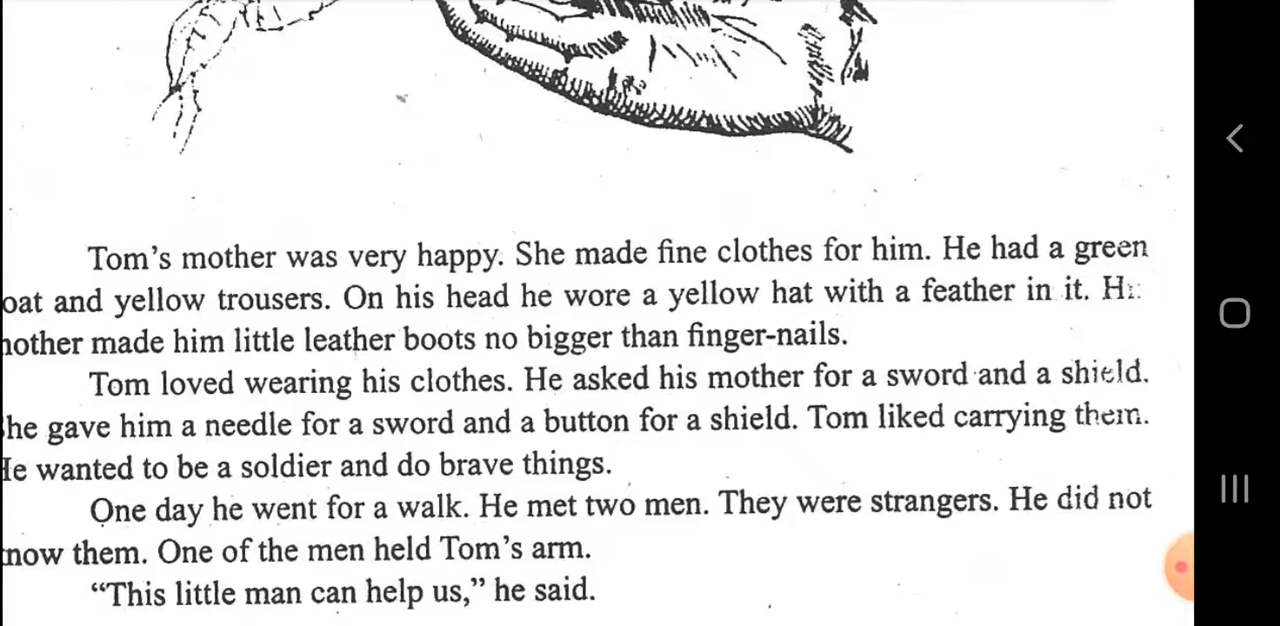 Tom's mother was very happy. She made fine clothes for him. He had a green
oat and yellow trousers. On his head he wore a yellow hat with a feather in it.
nother made him little leather boots no bigger than finger-nails.
Tom loved wearing his clothes. He asked his mother for a sword and a shield.
he gave him a needle for a sword and a button for a shield. Tom liked carrying them.
He wanted to be a soldier and do brave things.
One day he went for a walk. He met two men. They were strangers. He did not
now them. One of the men held Tom's arm.
“This little man can help us,” he said.